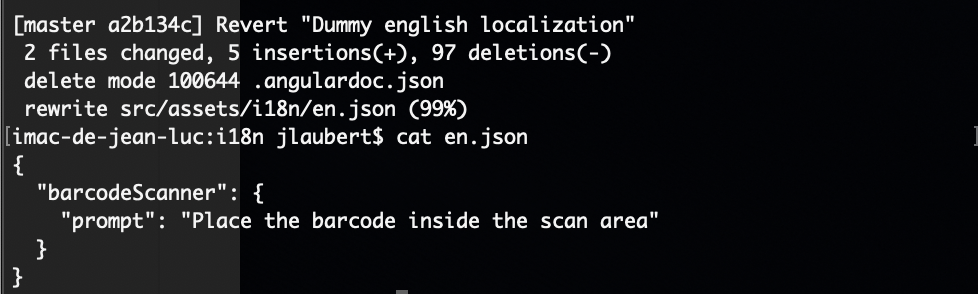 [master a2b134c] Revert "Dummy english localization"
 2 files changed, 5 insertions(+), 97 deletions(-)
 delete mode 100644 .angulardoc.json
 rewrite src/assets/i18n/en.json (99%)
[imac-de-jean-luc:i18n jlaubert$ cat en.json ]
{
  "barcodeScanner": {
    "prompt": "Place the barcode inside the scan area"
  }
}